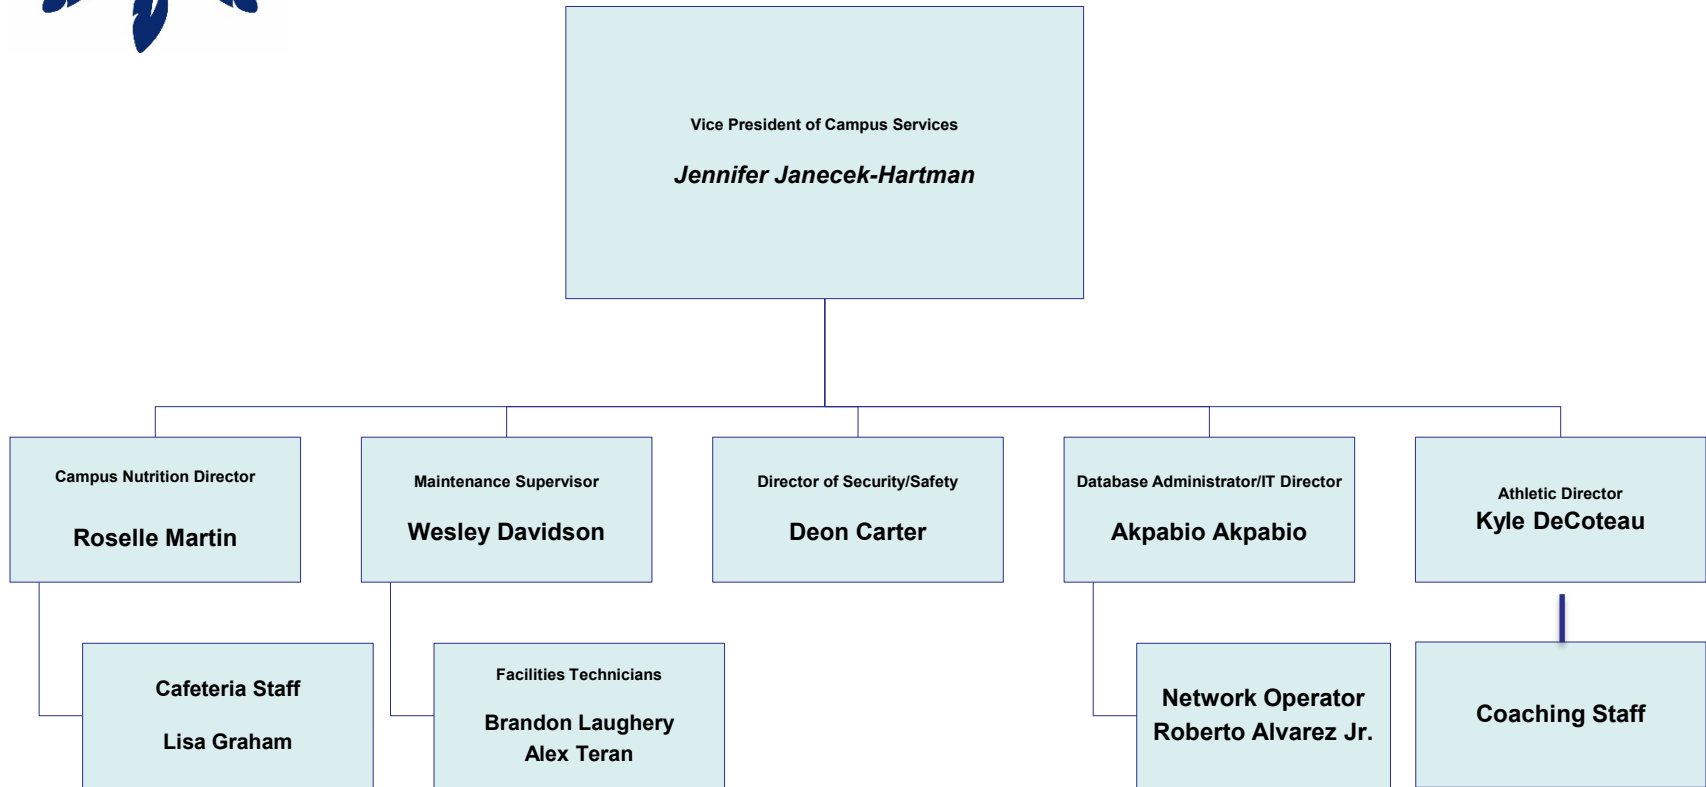 Vice President of Campus Services
Jennifer Janecek-Hartman
Campus Nutrition Director
Roselle Martin
Maintenance Supervisor
Wesley Davidson
Director of Security/Safety
Deon Carter
Database Administrator/IT Director
Akpabio Akpabio
Athletic Director
Kyle DeCoteau
Cafeteria Staff
Lisa Graham
Facilities Technicians
Brandon Laughery
Alex Teran
Network Operator
Roberto Alvarez Jr.
Coaching Staff